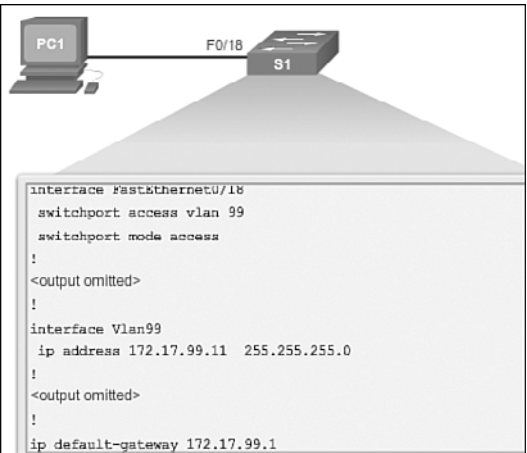 PC1
F0/18
S1
interface FastEthernet0/18
switchport access vlan 99
switchport mode access
!
<output omitted>
!
interface Vlan99
ip address 172.17.99.11 255.255.255.0
!
<output omitted>
!
ip default-gateway 172.17.99.1